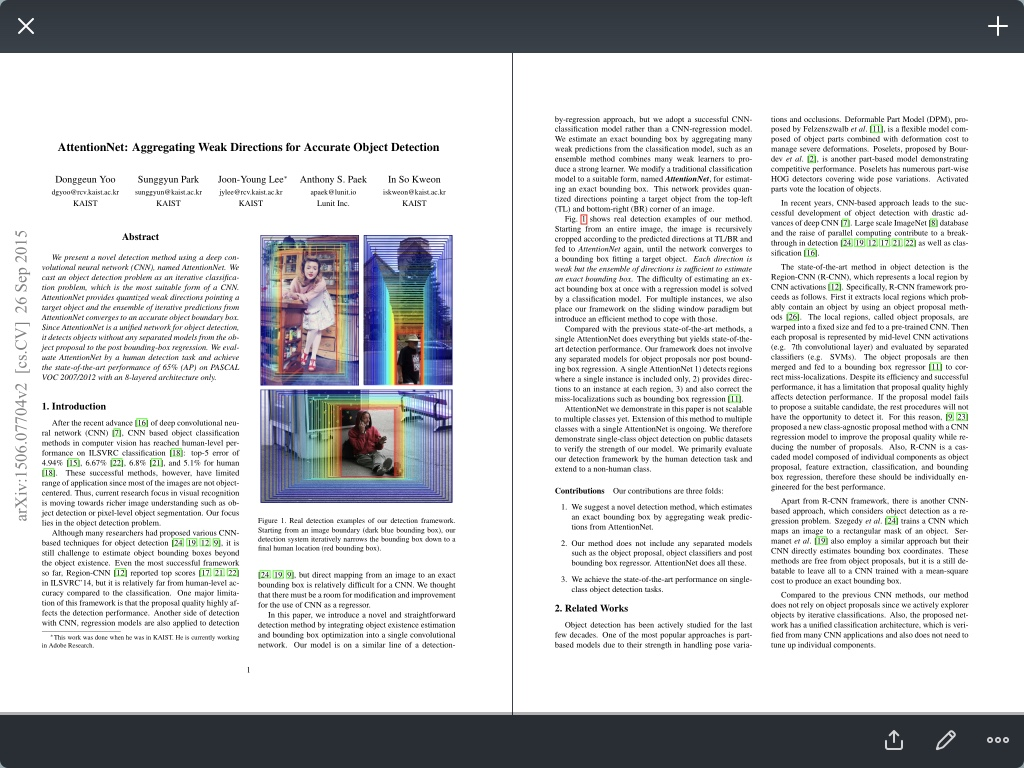 AttentionNet: Aggregating Weak Directions for Accurate Object Detection
Donggeun Yoo
dgyoo@rcv.kaist.ac.kr
KAIST
Sunggyun Park
sunggyun@kaist.ac.kr
KAIST
Joon-Young Lee*
jylee@rcv.kaist.ac.kr
KAIST
Anthony S. Paek
apaek@lunit.io
Lunit Inc.
In So Kweon
iskweon@kaist.ac.kr
KAIST
arXiv:1506.07704v2 [cs.CV] 26 Sep 2015
Abstract
We present a novel detection method using a deep con-
volutional neural network (CNN), named AttentionNet. We
cast an object detection problem as an iterative classifica-
tion problem, which is the most suitable form of a CNN.
AttentionNet provides quantized weak directions pointing a
target object and the ensemble of iterative predictions from
AttentionNet converges to an accurate object boundary box.
Since AttentionNet is a unified network for object detection,
it detects objects without any separated models from the ob-
ject proposal to the post bounding-box regression. We eval-
uate AttentionNet by a human detection task and achieve
the state-of-the-art performance of 65% (AP) on PASCAL
VOC 2007/2012 with an 8-layered architecture only.
1. Introduction
After the recent advance [16] of deep convolutional neu-
ral network (CNN) [7], CNN based object classification
methods in computer vision has reached human-level per-
formance on ILSVRC classification [18]: top-5 error of
4.94% [15], 6.67% [22], 6.8% [21], and 5.1% for human
[18]. These successful methods, however, have limited
range of application since most of the images are not object-
centered. Thus, current research focus in visual recognition
is moving towards richer image understanding such as ob-
ject detection or pixel-level object segmentation. Our focus
lies in the object detection problem.
Although many researchers had proposed various CNN-
based techniques for object detection [24, 19, 12, 9], it is
still challenge to estimate object bounding boxes beyond
the object existence. Even the most successful framework
so far, Region-CNN [12] reported top scores [17, 21, 22]
in ILSVRC'14, but it is relatively far from human-level ac-
curacy compared to the classification. One major limita-
tion of this framework is that the proposal quality highly af-
fects the detection performance. Another side of detection
with CNN, regression models are also applied to detection
*This work was done when he was in KAIST. He is currently working
in Adobe Research.
Figure 1. Real detection examples of our detection framework.
Starting from an image boundary (dark blue bounding box), our
detection system iteratively narrows the bounding box down to a
final human location (red bounding box).
[24, 19, 9], but direct mapping from an image to an exact
bounding box is relatively difficult for a CNN. We thought
that there must be a room for modification and improvement
for the use of CNN as a regressor.
In this paper, we introduce a novel and straightforward
detection method by integrating object existence estimation
and bounding box optimization into a single convolutional
network. Our model is on a similar line of a detection-
1
by-regression approach, but we adopt a successful CNN-
classification model rather than a CNN-regression model.
We estimate an exact bounding box by aggregating many
weak predictions from the classification model, such as an
ensemble method combines many weak learners to pro-
duce a strong learner. We modify a traditional classification
model to a suitable form, named AttentionNet, for estimat-
ing an exact bounding box. This network provides quan-
tized directions pointing a target object from the top-left
(TL) and bottom-right (BR) corner of an image.
Fig. 1 shows real detection examples of our method.
Starting from an entire image, the image is recursively
cropped according to the predicted directions at TL/BR and
fed to AttentionNet again, until the network converges to
a bounding box fitting a target object. Each direction is
weak but the ensemble of directions is sufficient to estimate
an exact bounding box. The difficulty of estimating an ex-
act bounding box at once with a regression model is solved
by a classification model. For multiple instances, we also
place our framework on the sliding window paradigm but
introduce an efficient method to cope with those.
Compared with the previous state-of-the-art methods, a
single AttentionNet does everything but yields state-of-the-
art detection performance. Our framework does not involve
any separated models for object proposals nor post bound-
ing box regression. A single AttentionNet 1) detects regions
where a single instance is included only, 2) provides direc-
tions to an instance at each region, 3) and also correct the
miss-localizations such as bounding box regression [11].
AttentionNet we demonstrate in this paper is not scalable
to multiple classes yet. Extension of this method to multiple
classes with a single AttentionNet is ongoing. We therefore
demonstrate single-class object detection on public datasets
to verify the strength of our model. We primarily evaluate
our detection framework by the human detection task and
extend to a non-human class.
Contributions Our contributions are three folds:
1. We suggest a novel detection method, which estimates
an exact bounding box by aggregating weak predic-
tions from AttentionNet.
2. Our method does not include any separated models
such as the object proposal, object classifiers and post
bounding box regressor. AttentionNet does all these.
3. We achieve the state-of-the-art performance on single-
class object detection tasks.
2. Related Works
Object detection has been actively studied for the last
few decades. One of the most popular approaches is part-
based models due to their strength in handling pose varia-
tions and occlusions. Deformable Part Model (DPM), pro-
posed by Felzenszwalb et al. [11], is a flexible model com-
posed of object parts combined with deformation cost to
manage severe deformations. Poselets, proposed by Bour-
dev et al. [2], is another part-based model demonstrating
competitive performance. Poselets has numerous part-wise
HOG detectors covering wide pose variations. Activated
parts vote the location of objects.
In recent years, CNN-based approach leads to the suc-
cessful development of object detection with drastic ad-
vances of deep CNN [7]. Large scale ImageNet [8] database
and the raise of parallel computing contribute to a break-
through in detection [24, 19, 12, 17, 21, 22] as well as clas-
sification [16].
The state-of-the-art method in object detection is the
Region-CNN (R-CNN), which represents a local region by
CNN activations [12]. Specifically, R-CNN framework pro-
ceeds as follows. First it extracts local regions which prob-
ably contain an object by using an object proposal meth-
ods [26]. The local regions, called object proposals, are
warped into a fixed size and fed to a pre-trained CNN. Then
each proposal is represented by mid-level CNN activations
(e.g. 7th convolutional layer) and evaluated by separated
classifiers (e.g. SVMs). The object proposals are then
merged and fed to a bounding box regressor [11] to cor-
rect miss-localizations. Despite its efficiency and successful
performance, it has a limitation that proposal quality highly
affects detection performance. If the proposal model fails
to propose a suitable candidate, the rest procedures will not
have the opportunity to detect it. For this reason, [9, 23]
proposed a new class-agnostic proposal method with a CNN
regression model to improve the proposal quality while re-
ducing the number of proposals. Also, R-CNN is a cas-
caded model composed of individual components as object
proposal, feature extraction, classification, and bounding
box regression, therefore these should be individually en-
gineered for the best performance.
Apart from R-CNN framework, there is another CNN-
based approach, which considers object detection as a re-
gression problem. Szegedy et al. [24] trains a CNN which
maps an image to a rectangular mask of an object. Ser-
manet et al. [19] also employ a similar approach but their
CNN directly estimates bounding box coordinates. These
methods are free from object proposals, but it is still de-
batable to leave all to a CNN trained with a mean-square
cost to produce an exact bounding box.
Compared to the previous CNN methods, our method
does not rely on object proposals since we actively explore
objects by iterative classifications. Also, the proposed net-
work has a unified classification architecture, which is veri-
fied from many CNN applications and also does not need to
tune up individual components.